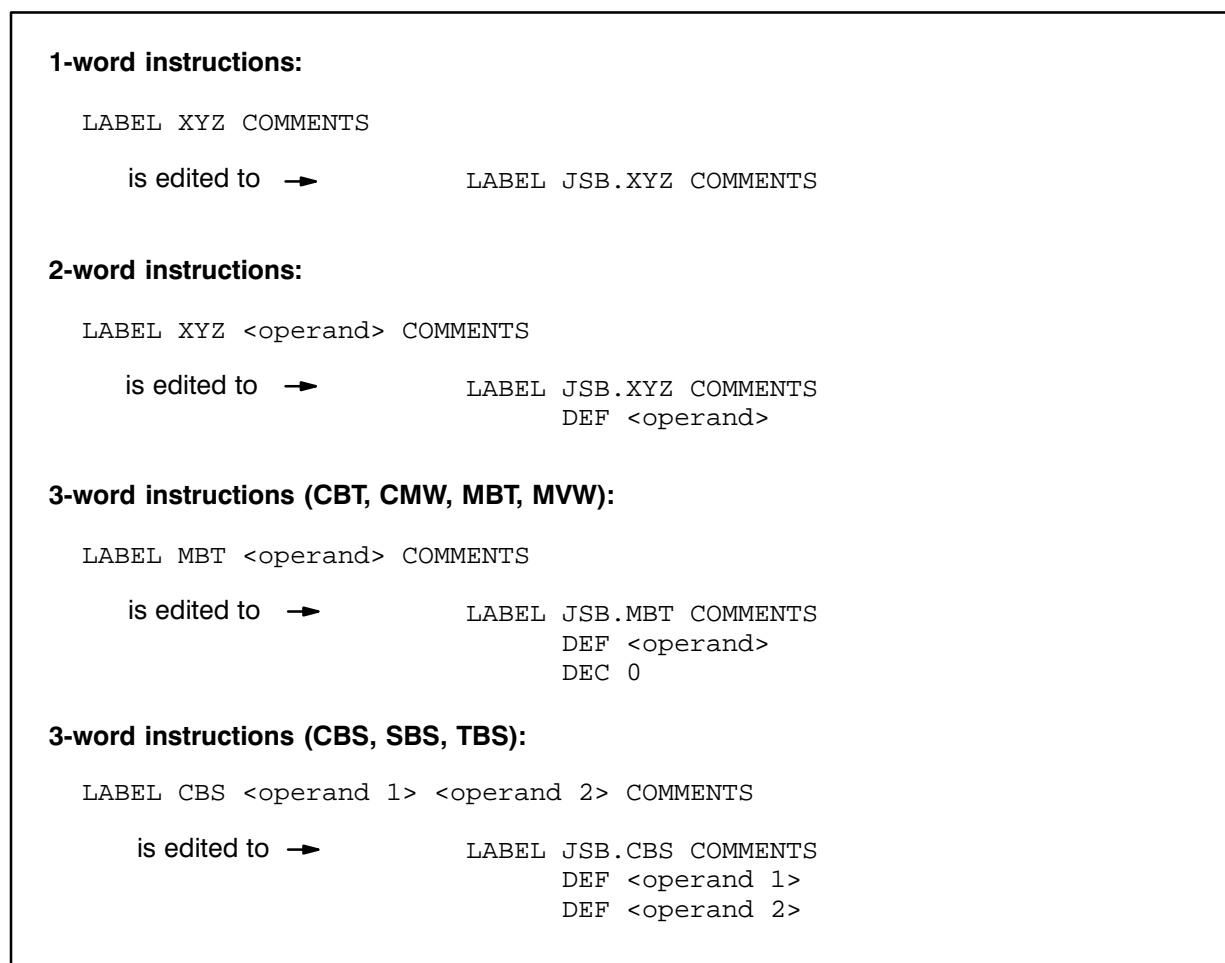 1-word instructions:
LABEL XYZ COMMENTS
is edited to → LABEL JSB.XYZ COMMENTS
2-word instructions:
LABEL XYZ <operand> COMMENTS
is edited to → LABEL JSB.XYZ COMMENTS
DEF <operand>
3-word instructions (CBT, CMW, MBT, MVW):
LABEL MBT <operand> COMMENTS
is edited to → LABEL JSB.MBT COMMENTS
DEF <operand>
DEC 0
3-word instructions (CBS, SBS, TBS):
LABEL CBS <operand 1> <operand 2> COMMENTS
is edited to → LABEL JSB.CBS COMMENTS
DEF <operand 1>
DEF <operand 2>